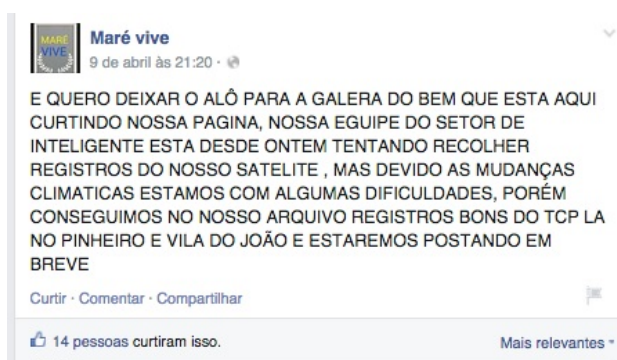 MARÉ
VIVE
Maré vive
9 de abril às 21:20 ·
E QUERO DEIXAR O ALÔ PARA A GALERA DO BEM QUE ESTA AQUI
CURTINDO NOSSA PAGINA, NOSSA EGUIPE DO SETOR DE
INTELIGENTE ESTA DESDE ONTEM TENTANDO RECOLHER
REGISTROS DO NOSSO SATELITE , MAS DEVIDO AS MUDANÇAS
CLIMATICAS ESTAMOS COM ALGUMAS DIFICULDADES, PORÉM
CONSEGUIMOS NO NOSSO ARQUIVO REGISTROS BONS DO TCP LA
NO PINHEIRO E VILA DO JOÃO E ESTAREMOS POSTANDO EM
BREVE
Curtir · Comentar · Compartilhar
14 pessoas curtiram isso.
Mais relevantes